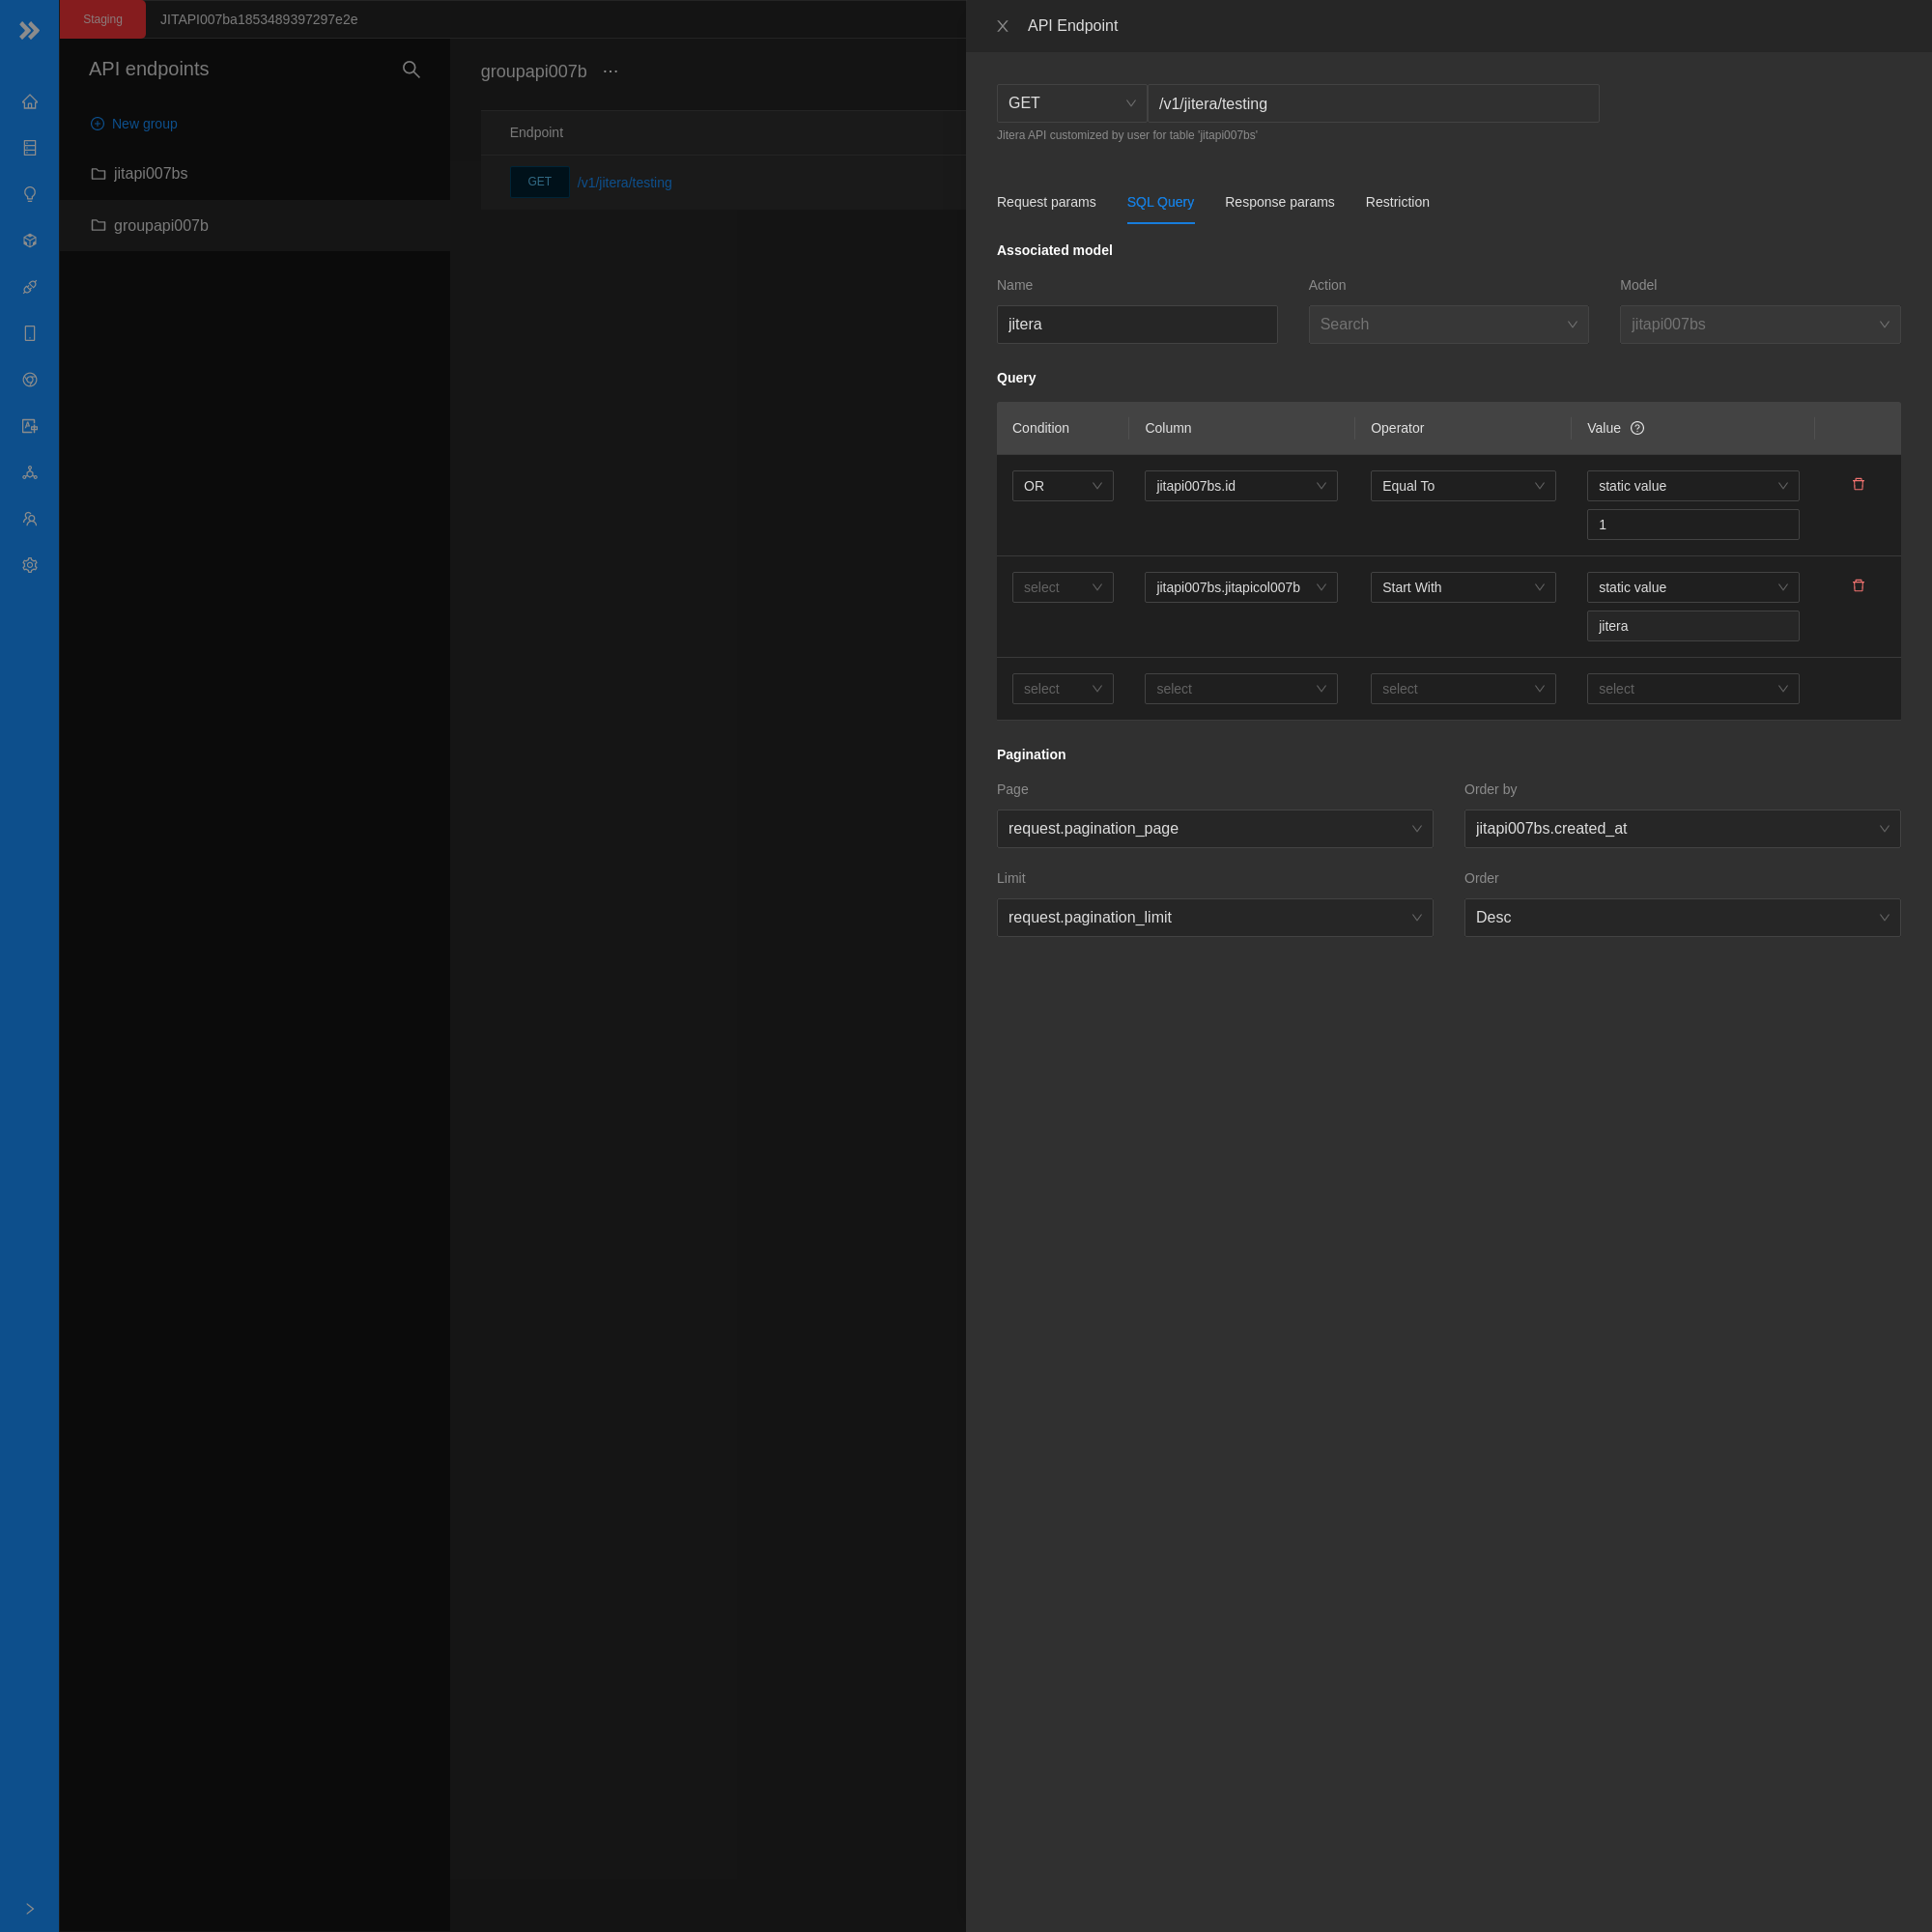 Staging
JITAPI007ba1853489397297e2e
API endpoints
New group
jitapi007bs
groupapi007b
groupapi007b ...
Endpoint
GET /v1/jitera/testing
API Endpoint
GET /v1/jitera/testing
Jitera API customized by user for table 'jitapi007bs'
Request params SQL Query Response params Restriction
Associated model
Name Action Model
jitera Search jitapi007bs
Query
Condition Column Operator Value
OR jitapi007bs.id Equal To static value
1
select jitapi007bs.jitapicol007b Start With static value
jitera
select select select select
Pagination
Page Order by
request.pagination_page jitapi007bs.created_at
Limit Order
request.pagination_limit Desc